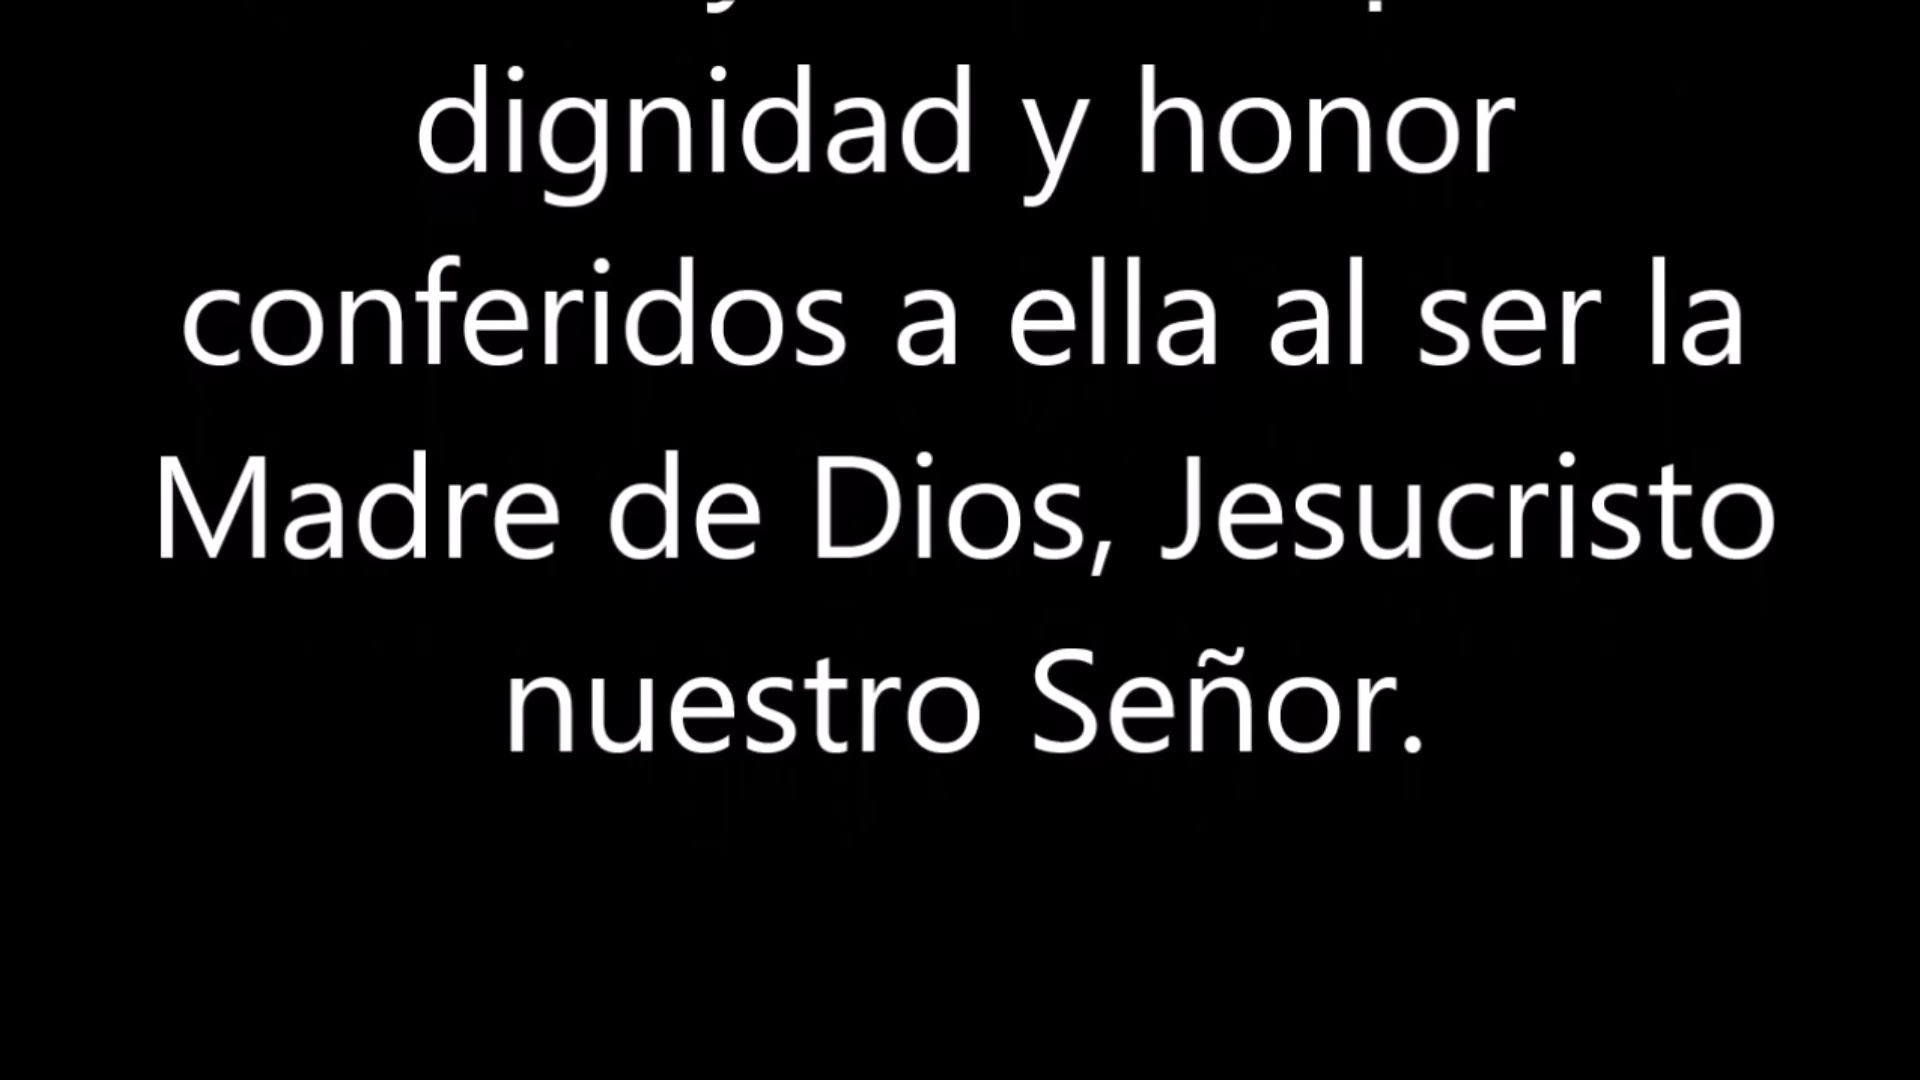 dignidad y honor
conferidos a ella al ser la
Madre de Dios, Jesucristo
nuestro Señor.